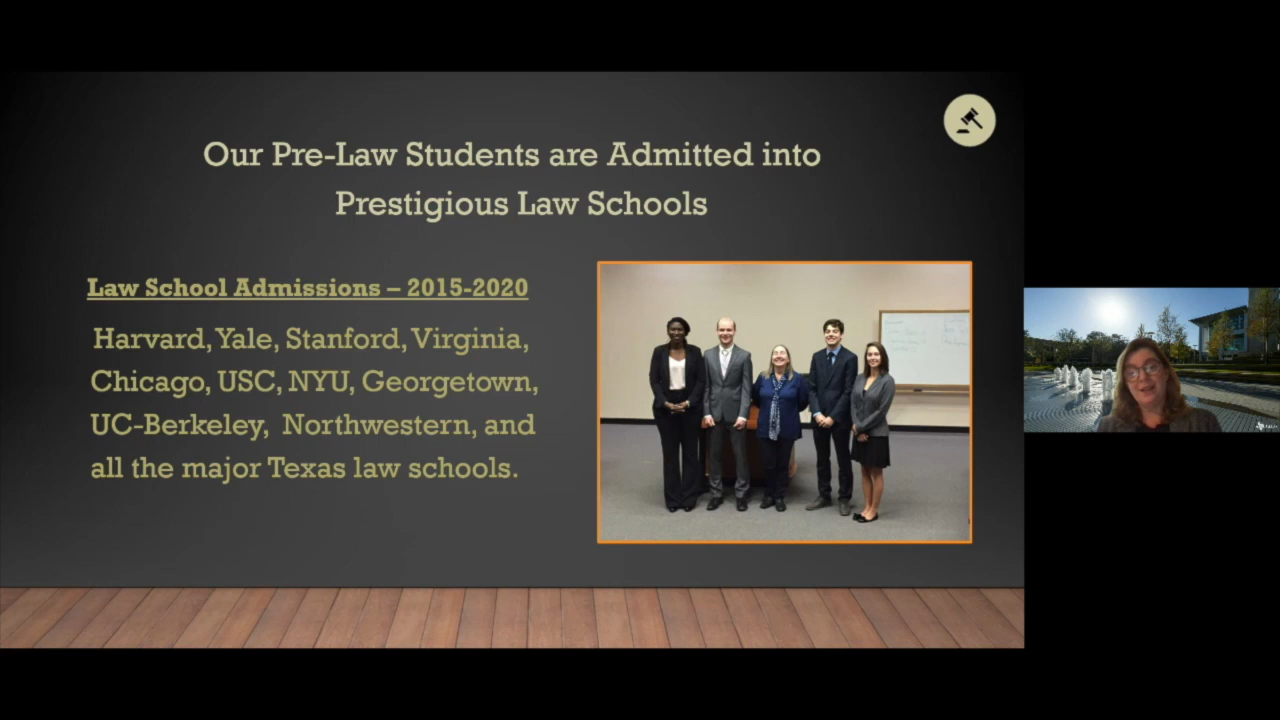 Our Pre-Law Students are Admitted into
Prestigious Law Schools
Law School Admissions – 2015-2020
Harvard, Yale, Stanford, Virginia,
Chicago, USC, NYU, Georgetown,
UC-Berkeley, Northwestern, and
all the major Texas law schools.